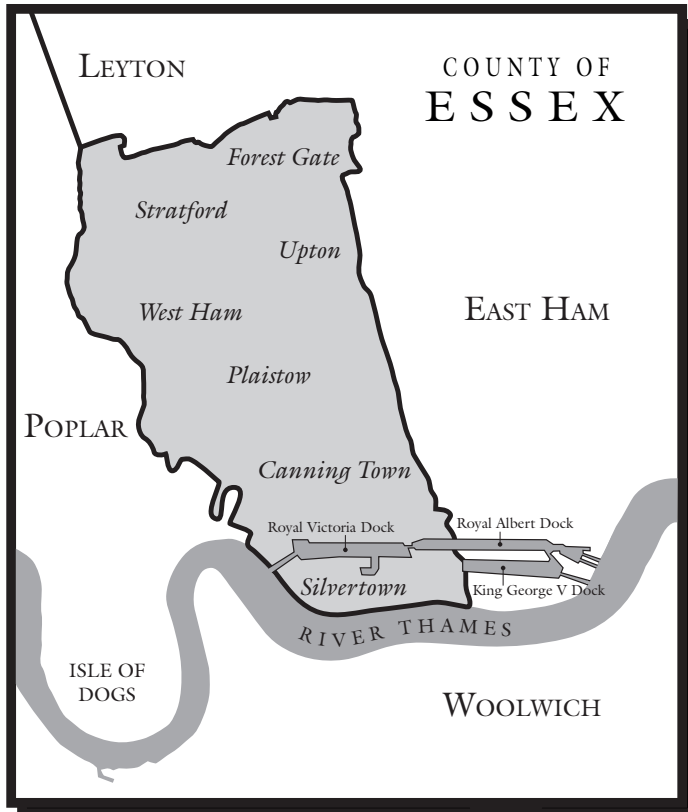 LEYTON
COUNTY OF
ESSEX
Forest Gate
Stratford
Upton
West Ham
EAST HAM
Plaistow
POPLAR
Canning Town
Royal Victoria Dock
Royal Albert Dock
Silvertown
King George V Dock
RIVER THAMES
ISLE OF
DOGS
WOOLWICH